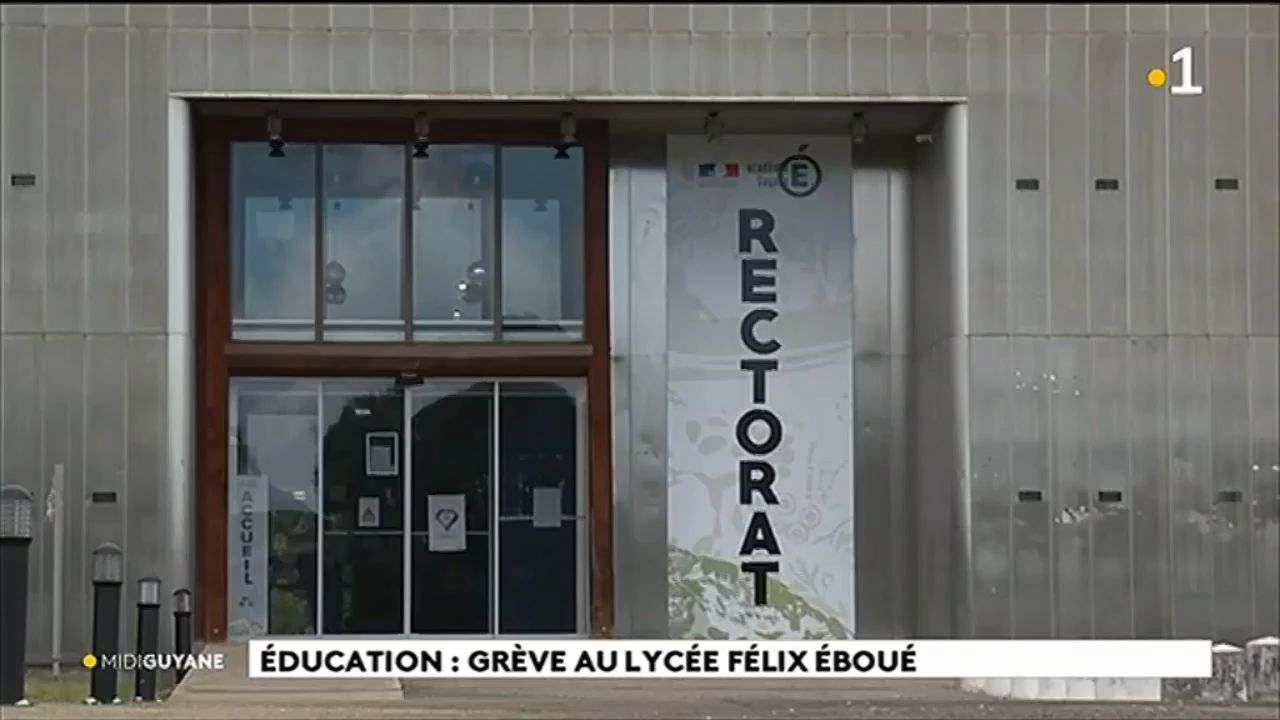 1
É
RECTORAT
ACCUEIL
MIDIGUYANE
ÉDUCATION : GRÈVE AU LYCÉE FÉLIX ÉBOUÉ